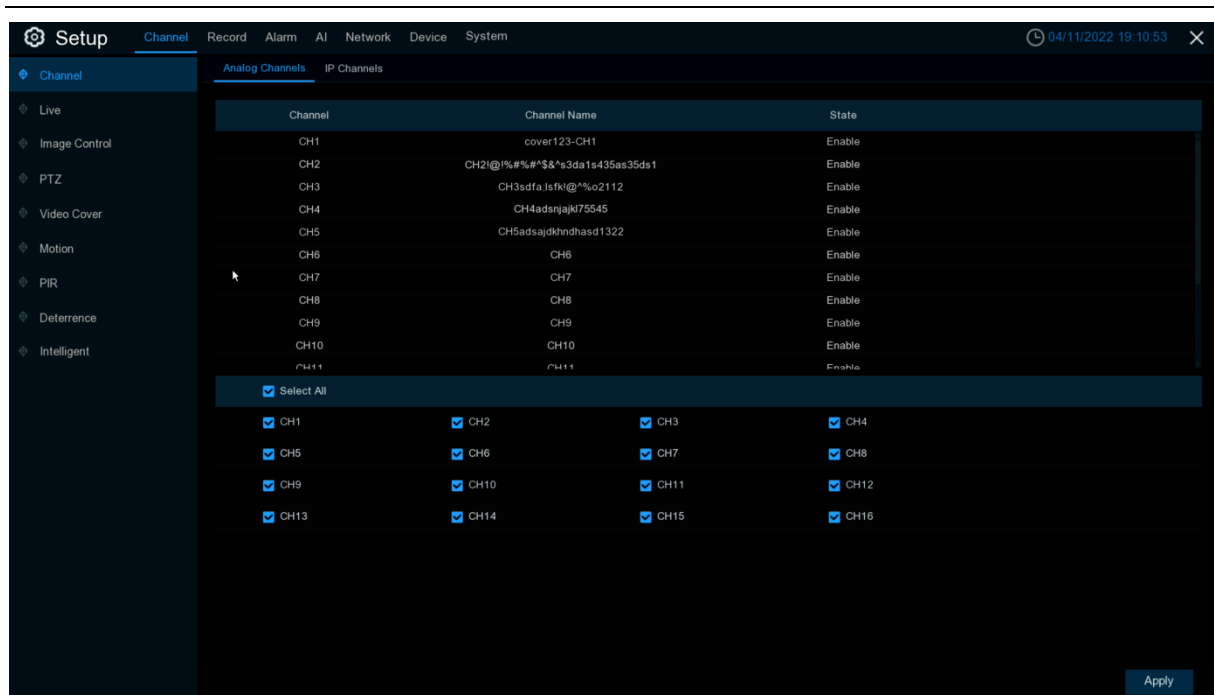 Setup Channel Record Alarm AI Network Device System 04/11/2022 19:10:53
Channel
Live
Image Control
PTZ
Video Cover
Motion
PIR
Deterrence
Intelligent
Analog Channels IP Channels
Channel Channel Name State
CH1 cover123-CH1 Enable
CH2 CH2!@!%#%#^$&^s3da1s435as35ds1 Enable
CH3 CH3sdfa;lsfk!@^%o2112 Enable
CH4 CH4adsnjajkl75545 Enable
CH5 CH5adsajdkhndhasd1322 Enable
CH6 CH6 Enable
CH7 CH7 Enable
CH8 CH8 Enable
CH9 CH9 Enable
CH10 CH10 Enable
CH11 CH11 Enable
Select All
CH1 CH2 CH3 CH4
CH5 CH6 CH7 CH8
CH9 CH10 CH11 CH12
CH13 CH14 CH15 CH16
Apply